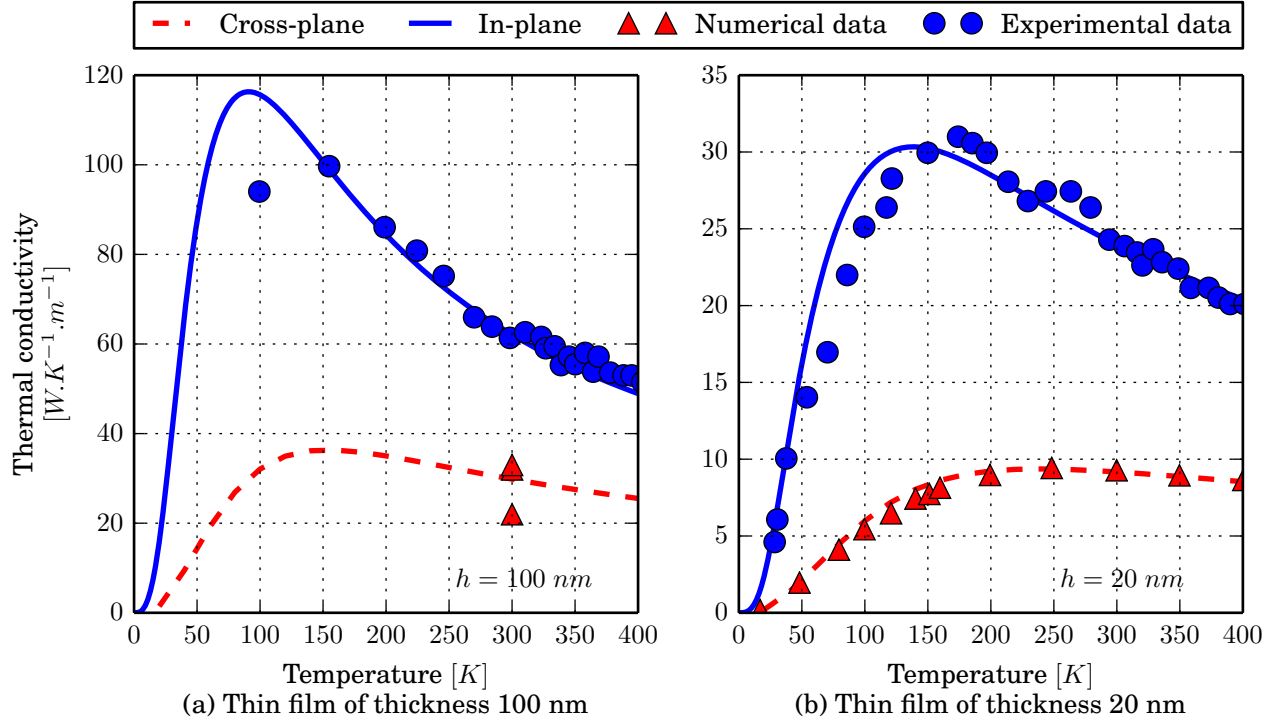 Cross-plane In-plane Numerical data Experimental data
Thermal conductivity
[W.K⁻¹.m⁻¹]
120
100
80
60
40
20
0
0 50 100 150 200 250 300 350 400
h = 100 nm
Temperature [K]
(a) Thin film of thickness 100 nm
35
30
25
20
15
10
5
0
0 50 100 150 200 250 300 350 400
h = 20 nm
Temperature [K]
(b) Thin film of thickness 20 nm